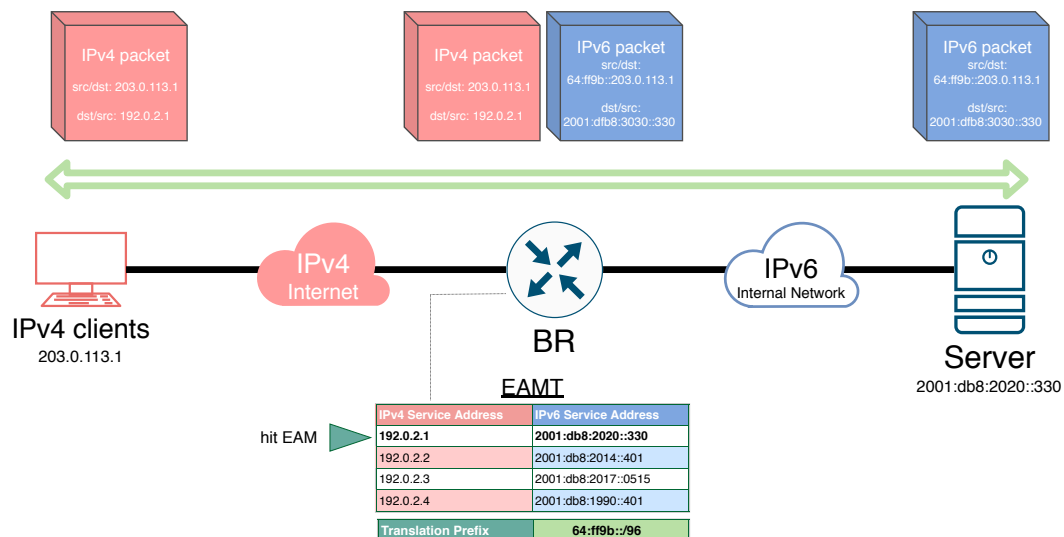 IPv4 packet
src/dst: 203.0.113.1
dst/src: 192.0.2.1
IPv4 packet
src/dst: 203.0.113.1
dst/src: 192.0.2.1
IPv6 packet
src/dst:
64:ff9b::203.0.113.1
dst/src:
2001:dfb8:3030::330
IPv6 packet
src/dst:
64:ff9b::203.0.113.1
dst/src:
2001:dfb8:3030::330
IPv4
Internet
IPv6
Internal Network
IPv4 clients
203.0.113.1
BR
Server
2001:db8:2020::330
EAMT
IPv4 Service Address IPv6 Service Address
hit EAM 192.0.2.1 2001:db8:2020::330
192.0.2.2 2001:db8:2014::401
192.0.2.3 2001:db8:2017::0515
192.0.2.4 2001:db8:1990::401
Translation Prefix 64:ff9b::/96